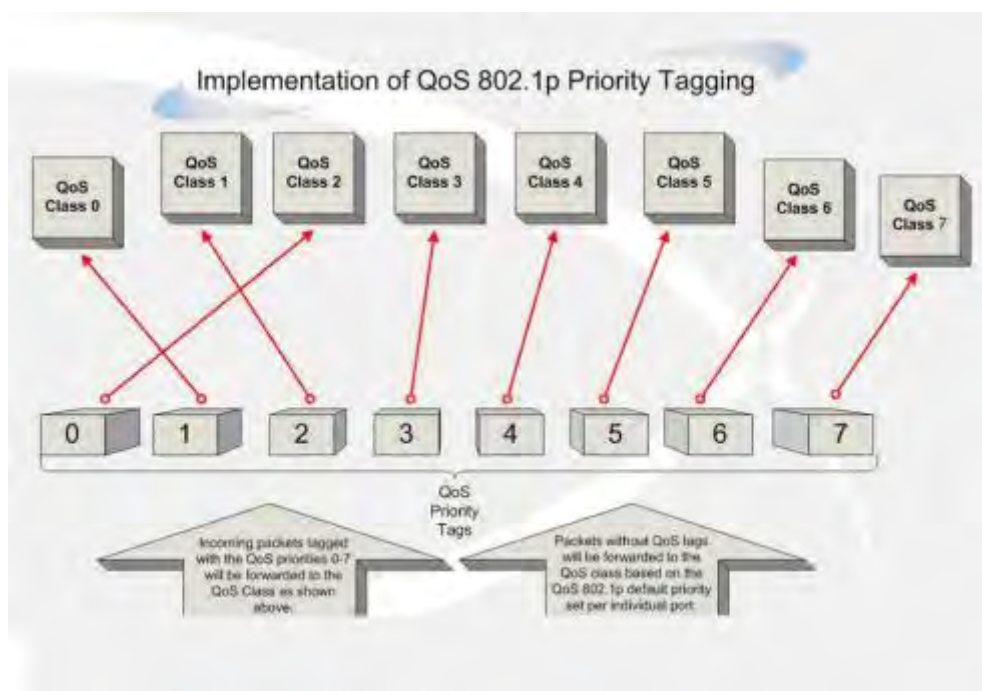 Implementation of QoS 802.1p Priority Tagging
QoS
Class 0
QoS
Class 1
QoS
Class 2
QoS
Class 3
QoS
Class 4
QoS
Class 5
QoS
Class 6
QoS
Class 7
0
1
2
3
4
5
6
7
QoS
Priority
Tags
Incoming packets tagged
with the QoS priorities 0-7
will be forwarded to the
QoS Class as shown
above.
Packets without QoS tags
will be forwarded to the
QoS class based on the
QoS 802.1p default priority
set per individual port